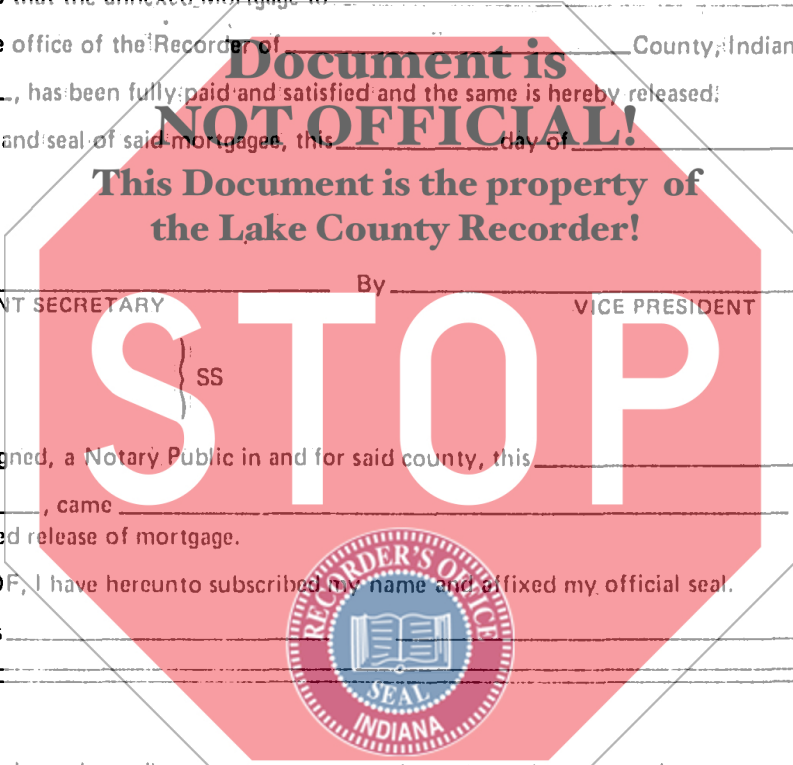 that the annexed Mortgage to
office of the Recorder of County, Indian
Document is
, has been fully paid and satisfied and the same is hereby released.
NOT OFFICIAL!
and seal of said mortgagee, this day of
This Document is the property of
the Lake County Recorder!
By
NT SECRETARY VICE PRESIDENT
STOP
SS
gned, a Notary Public in and for said county, this
, came
ed release of mortgage.
OF, I have hereunto subscribed my name and affixed my official seal.
RECORDER'S OFFICE
SEAL
INDIANA